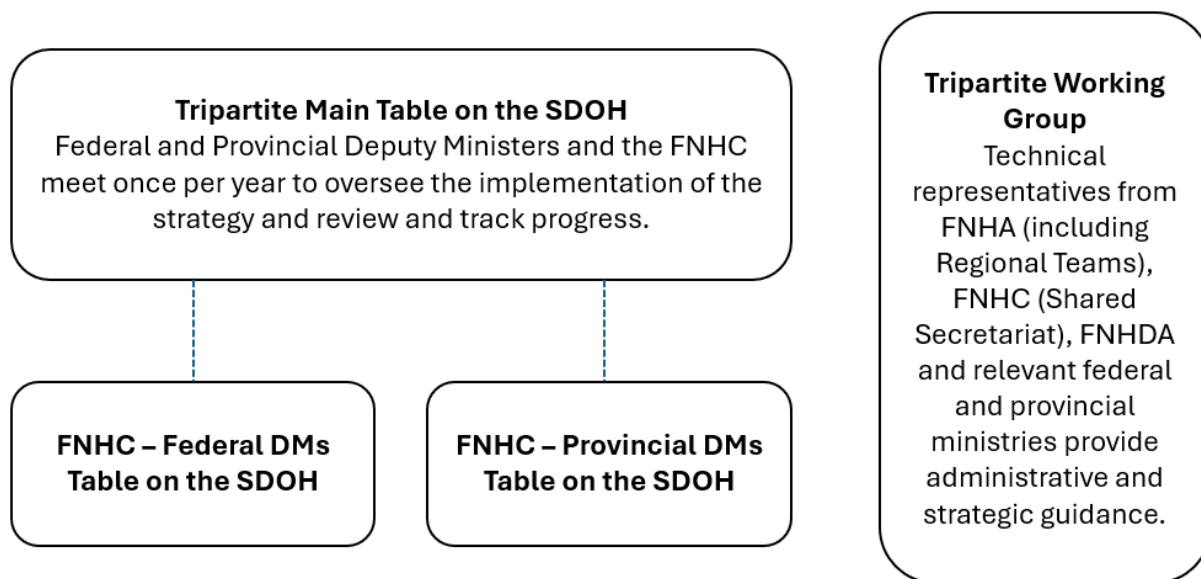 Tripartite Main Table on the SDOH
Federal and Provincial Deputy Ministers and the FNHC
meet once per year to oversee the implementation of the
strategy and review and track progress.
FNHC – Federal DMs
Table on the SDOH
FNHC – Provincial DMs
Table on the SDOH
Tripartite Working
Group
Technical
representatives from
FNHA (including
Regional Teams),
FNHC (Shared
Secretariat), FNHDA
and relevant federal
and provincial
ministries provide
administrative and
strategic guidance.